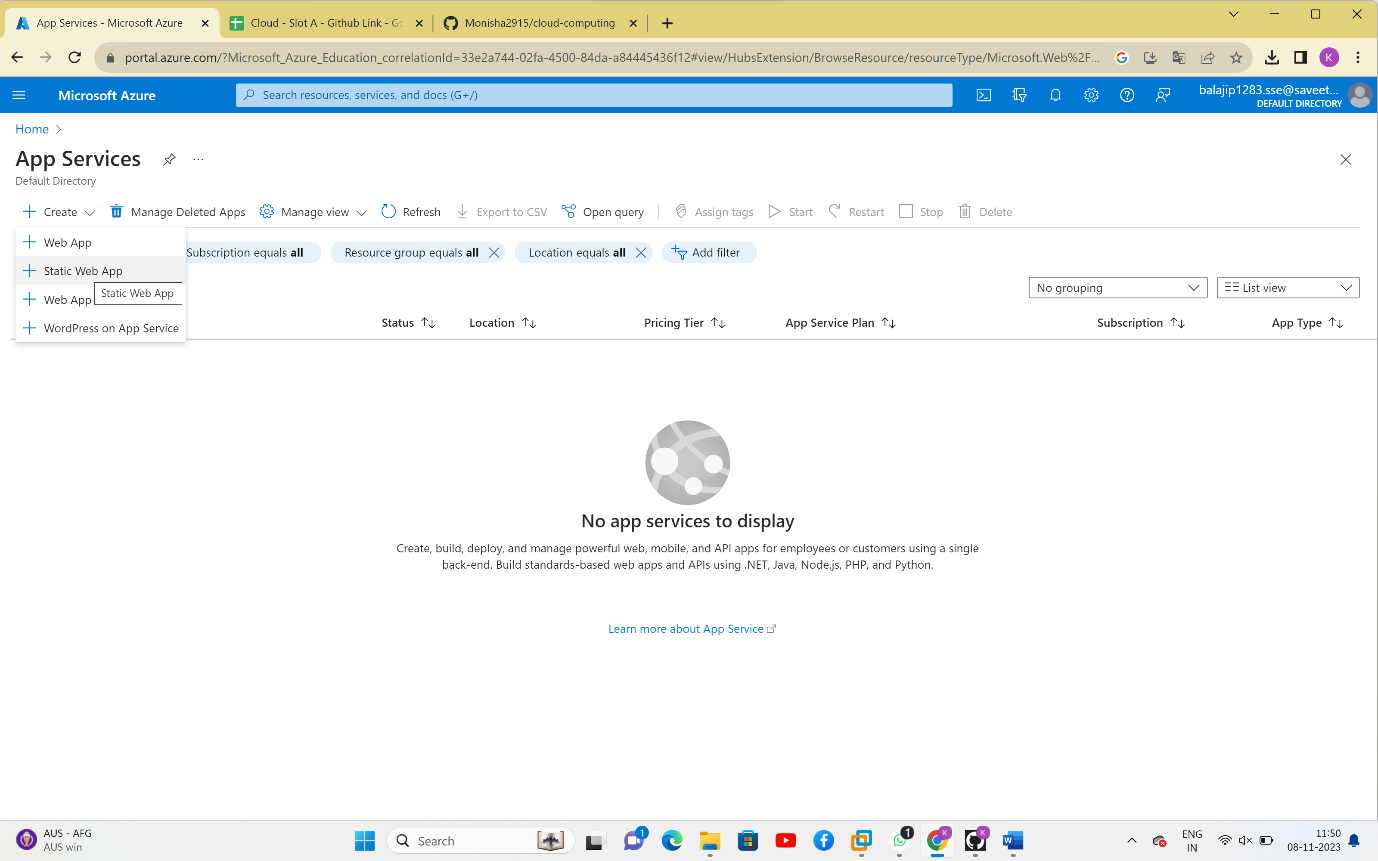 App Services - Microsoft Azure
Cloud - Slot A - Github Link - Go
Monisha2915/cloud-computing
portal.azure.com/?Microsoft_Azure_Education_correlationId=33e2a744-02fa-4500-84da-a84445436f12#view/HubsExtension/BrowseResource/resourceType/Microsoft.Web%2F...
K
Microsoft Azure
Search resources, services, and docs (G+/)
balajip1283.sse@saveet...
DEFAULT DIRECTORY
Home
App Services
Default Directory
Create
Manage Deleted Apps
Manage view
Refresh
Export to CSV
Open query
Assign tags
Start
Restart
Stop
Delete
Web App
Static Web App
Web App
Static Web App
WordPress on App Service
Subscription equals all
Resource group equals all
Location equals all
Add filter
No grouping
List view
Status
Location
Pricing Tier
App Service Plan
Subscription
App Type
No app services to display
Create, build, deploy, and manage powerful web, mobile, and API apps for employees or customers using a single
back-end. Build standards-based web apps and APIs using .NET, Java, Node.js, PHP, and Python.
Learn more about App Service
AUS - AFG
AUS win
Search
1
1
K
K
ENG
IN
11:50
08-11-2023